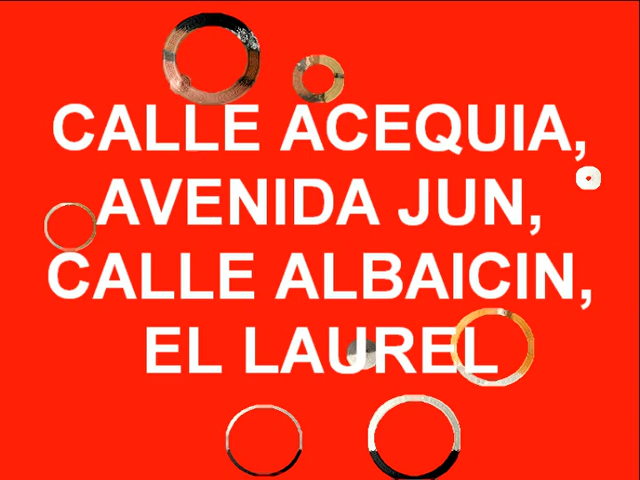 CALLE ACEQUIA,
AVENIDA JUN,
CALLE ALBAICIN,
EL LAUREL